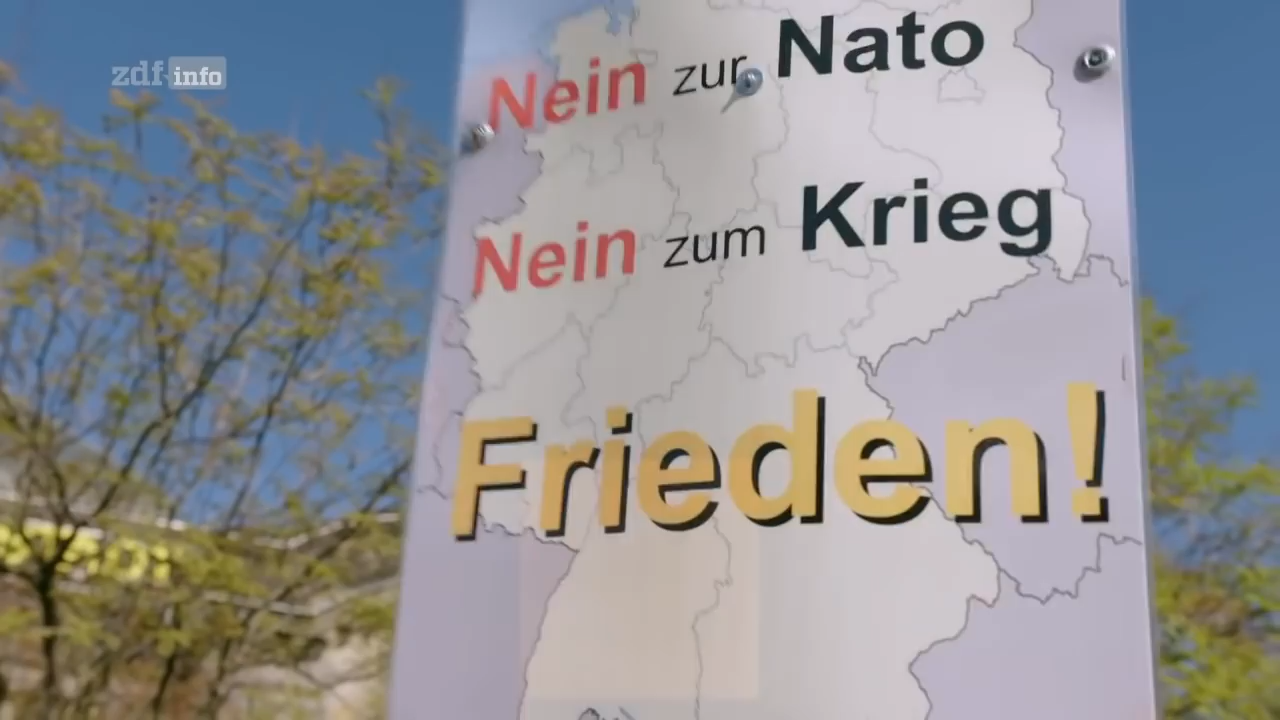 zdf info
Nein zur Nato
Nein zum Krieg
Frieden!